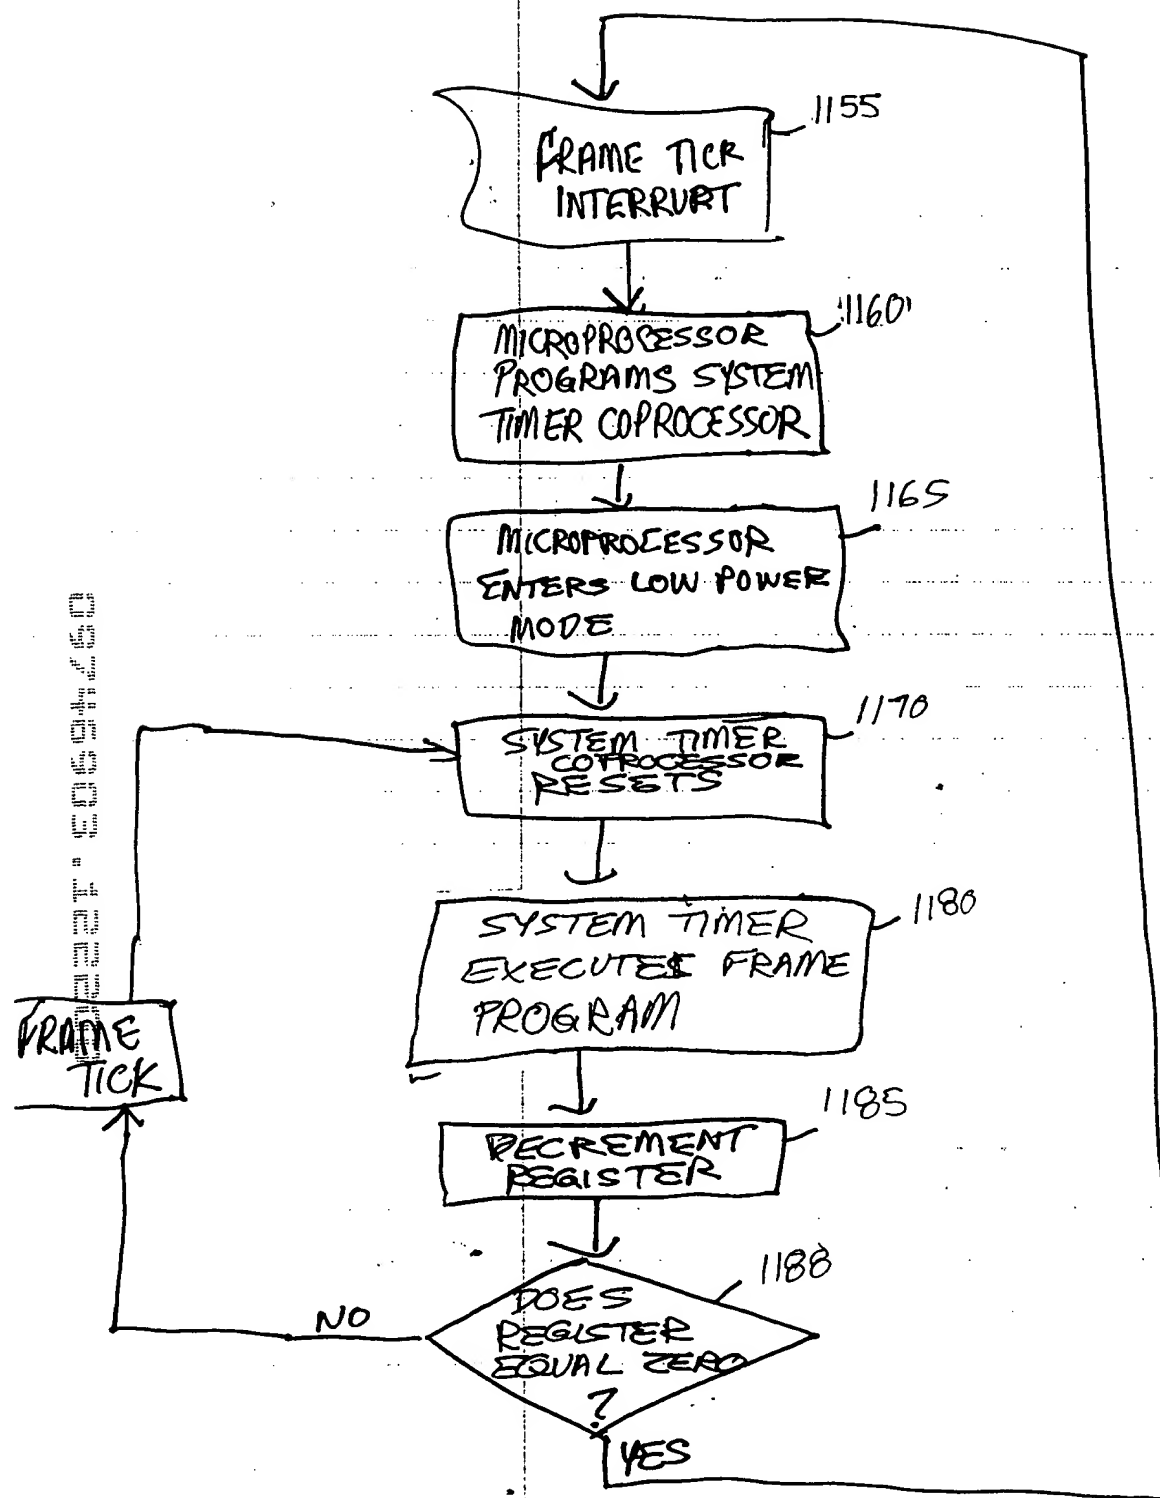 1155
FRAME TICK
INTERRUPT
1160
MICROPROCESSOR
PROGRAMS SYSTEM
TIMER COPROCESSOR
1165
MICROPROCESSOR
ENTERS LOW POWER
MODE
1170
SYSTEM TIMER
COPROCESSOR
RESETS
1180
SYSTEM TIMER
EXECUTES FRAME
PROGRAM
FRAME
TICK
1185
DECREMENT
REGISTER
1188
DOES
REGISTER
EQUAL ZERO
?
NO
YES